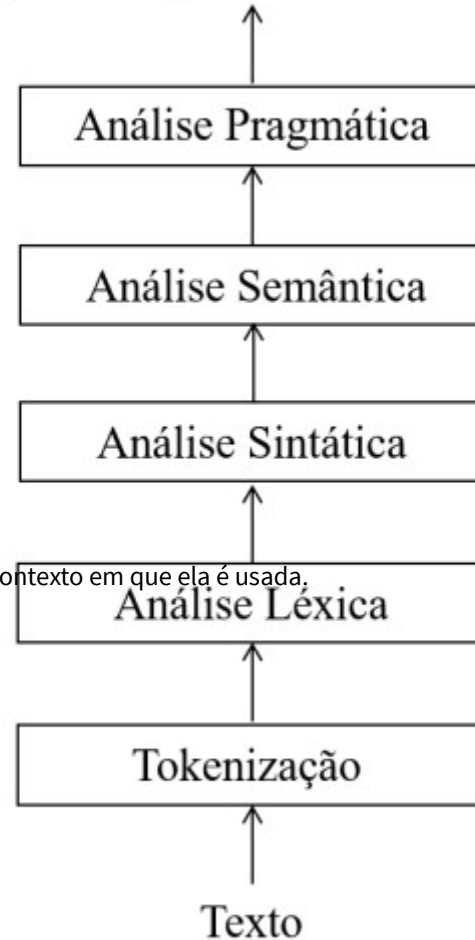 Análise Pragmática
Análise Semântica
Análise Sintática
ontexto em que ela é usada.
Análise Léxica
Tokenização
Texto